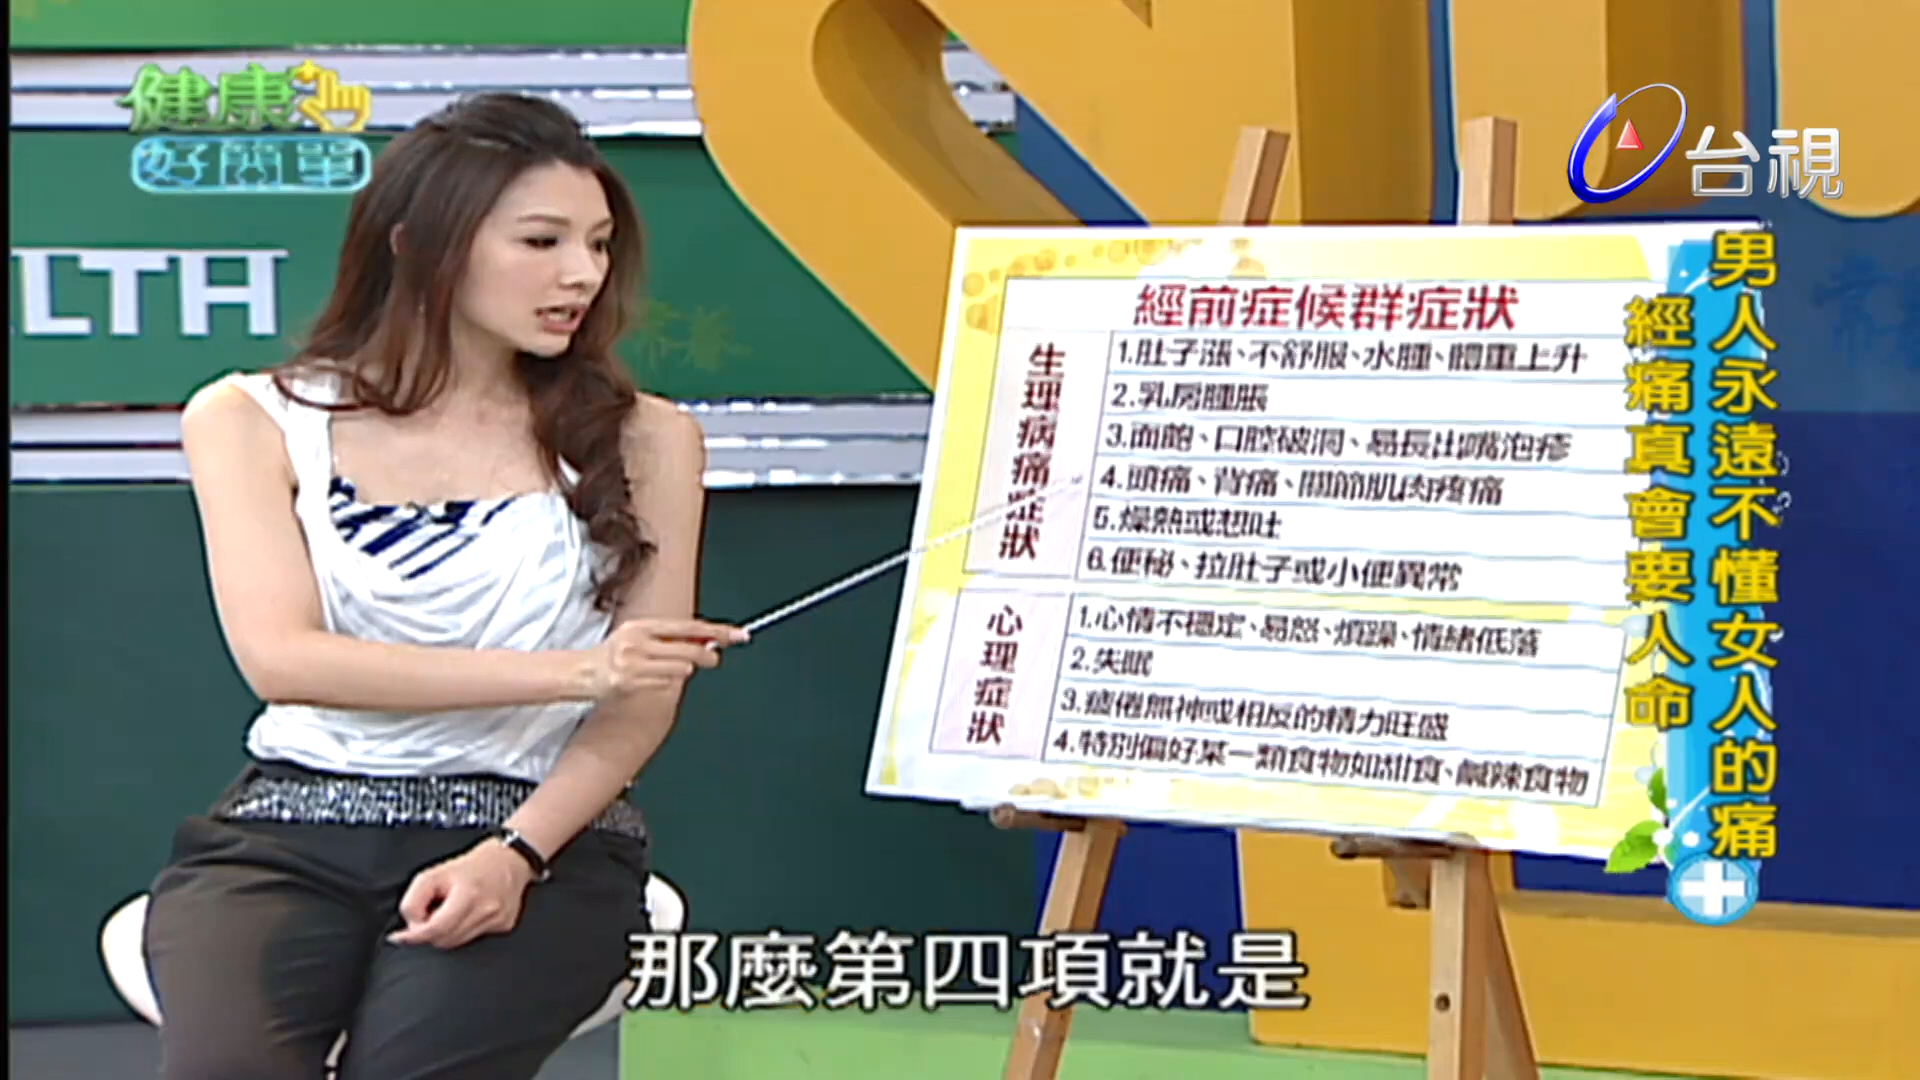 健康
好簡單
LTH
台視
男人永遠不懂女人的痛
經痛真會要人命
經前症候群症狀
生理病痛症狀
1.肚子漲、不舒服、水腫、體重上升
2.乳房腫脹
3.面皰、口腔破洞、易長出嘴泡疹
4.頭痛、背痛、關節肌肉疼痛
5.燥熱或想吐
6.便秘、拉肚子或小便異常
心理症狀
1.心情不穩定、易怒、煩躁、情緒低落
2.失眠
3.疲倦無神或相反的精力旺盛
4.特別偏好某一類食物如甜食、鹹辣食物
那麼第四項就是